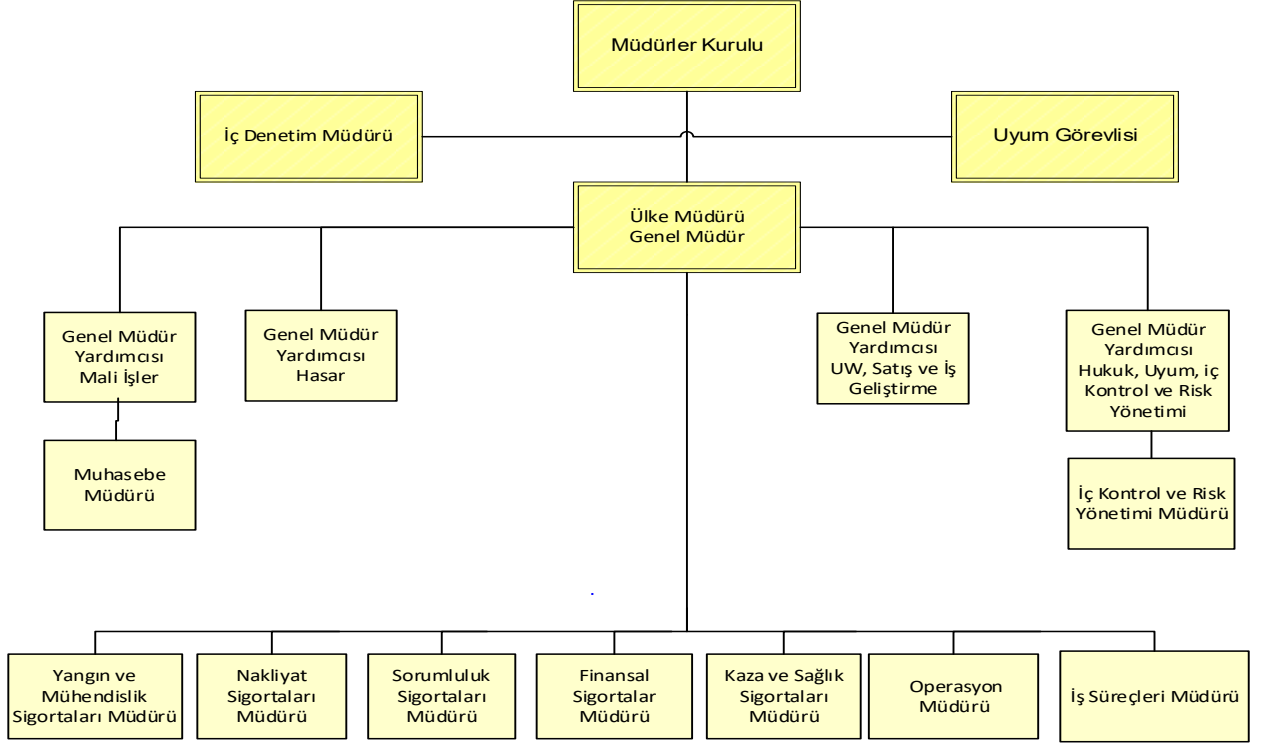 Müdürler Kurulu
İç Denetim Müdürü
Uyum Görevlisi
Ülke Müdürü
Genel Müdür
Genel Müdür
Yardımcısı
Mali İşler
Genel Müdür
Yardımcısı
Hasar
Genel Müdür
Yardımcısı
UW, Satış ve İş
Geliştirme
Genel Müdür
Yardımcısı
Hukuk, Uyum, iç
Kontrol ve Risk
Yönetimi
Muhasebe
Müdürü
İç Kontrol ve Risk
Yönetimi Müdürü
Yangın ve
Mühendislik
Sigortaları Müdürü
Nakliyat
Sigortaları
Müdürü
Sorumluluk
Sigortaları
Müdürü
Finansal
Sigortalar
Müdürü
Kaza ve Sağlık
Sigortaları
Müdürü
Operasyon
Müdürü
İş Süreçleri Müdürü